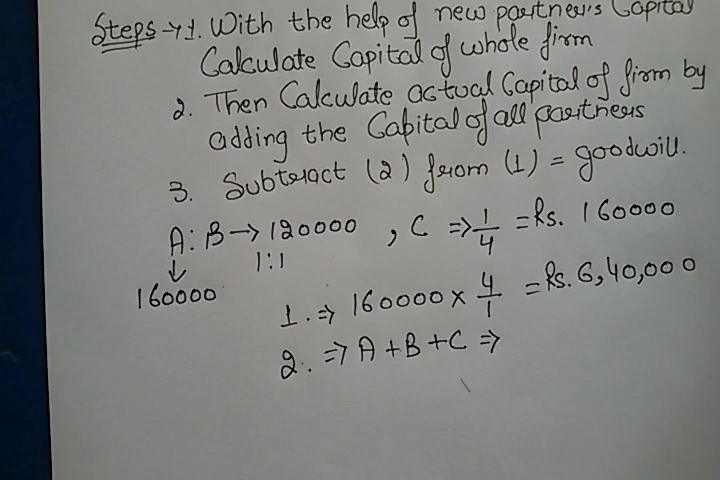 Steps → 1. With the help of new partner's Capital
Calculate Capital of whole firm
2. Then Calculate actual Capital of firm by
adding the Capital of all partners
3. Subtract (2) from (1) = goodwill.
A : B → 120000 , C ⇒ 1/4 = Rs. 160000
↓ 1:1
160000
1. ⇒ 160000 × 4/1 = Rs. 6,40,000
2. ⇒ A + B + C ⇒